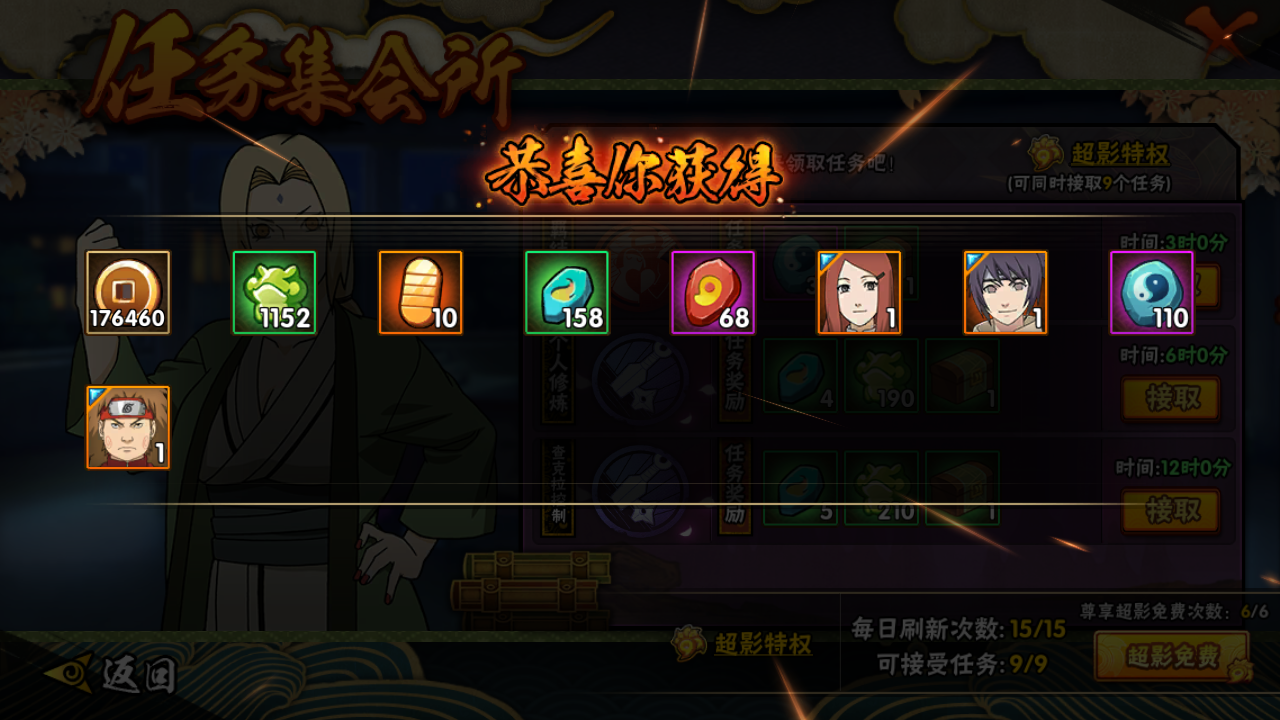 任务集会所
恭喜你获得
领取任务吧!
超影特权
(可同时接取9个任务)
176460
1152
10
158
68
1
1
110
1
时间:3时0分
个人修炼
任务奖励
4
190
1
时间:6时0分
接取
查克拉控制
任务奖励
5
210
1
时间:12时0分
接取
尊享超影免费次数: 6/6
超影特权
每日刷新次数:15/15
可接受任务:9/9
超影免费
返回